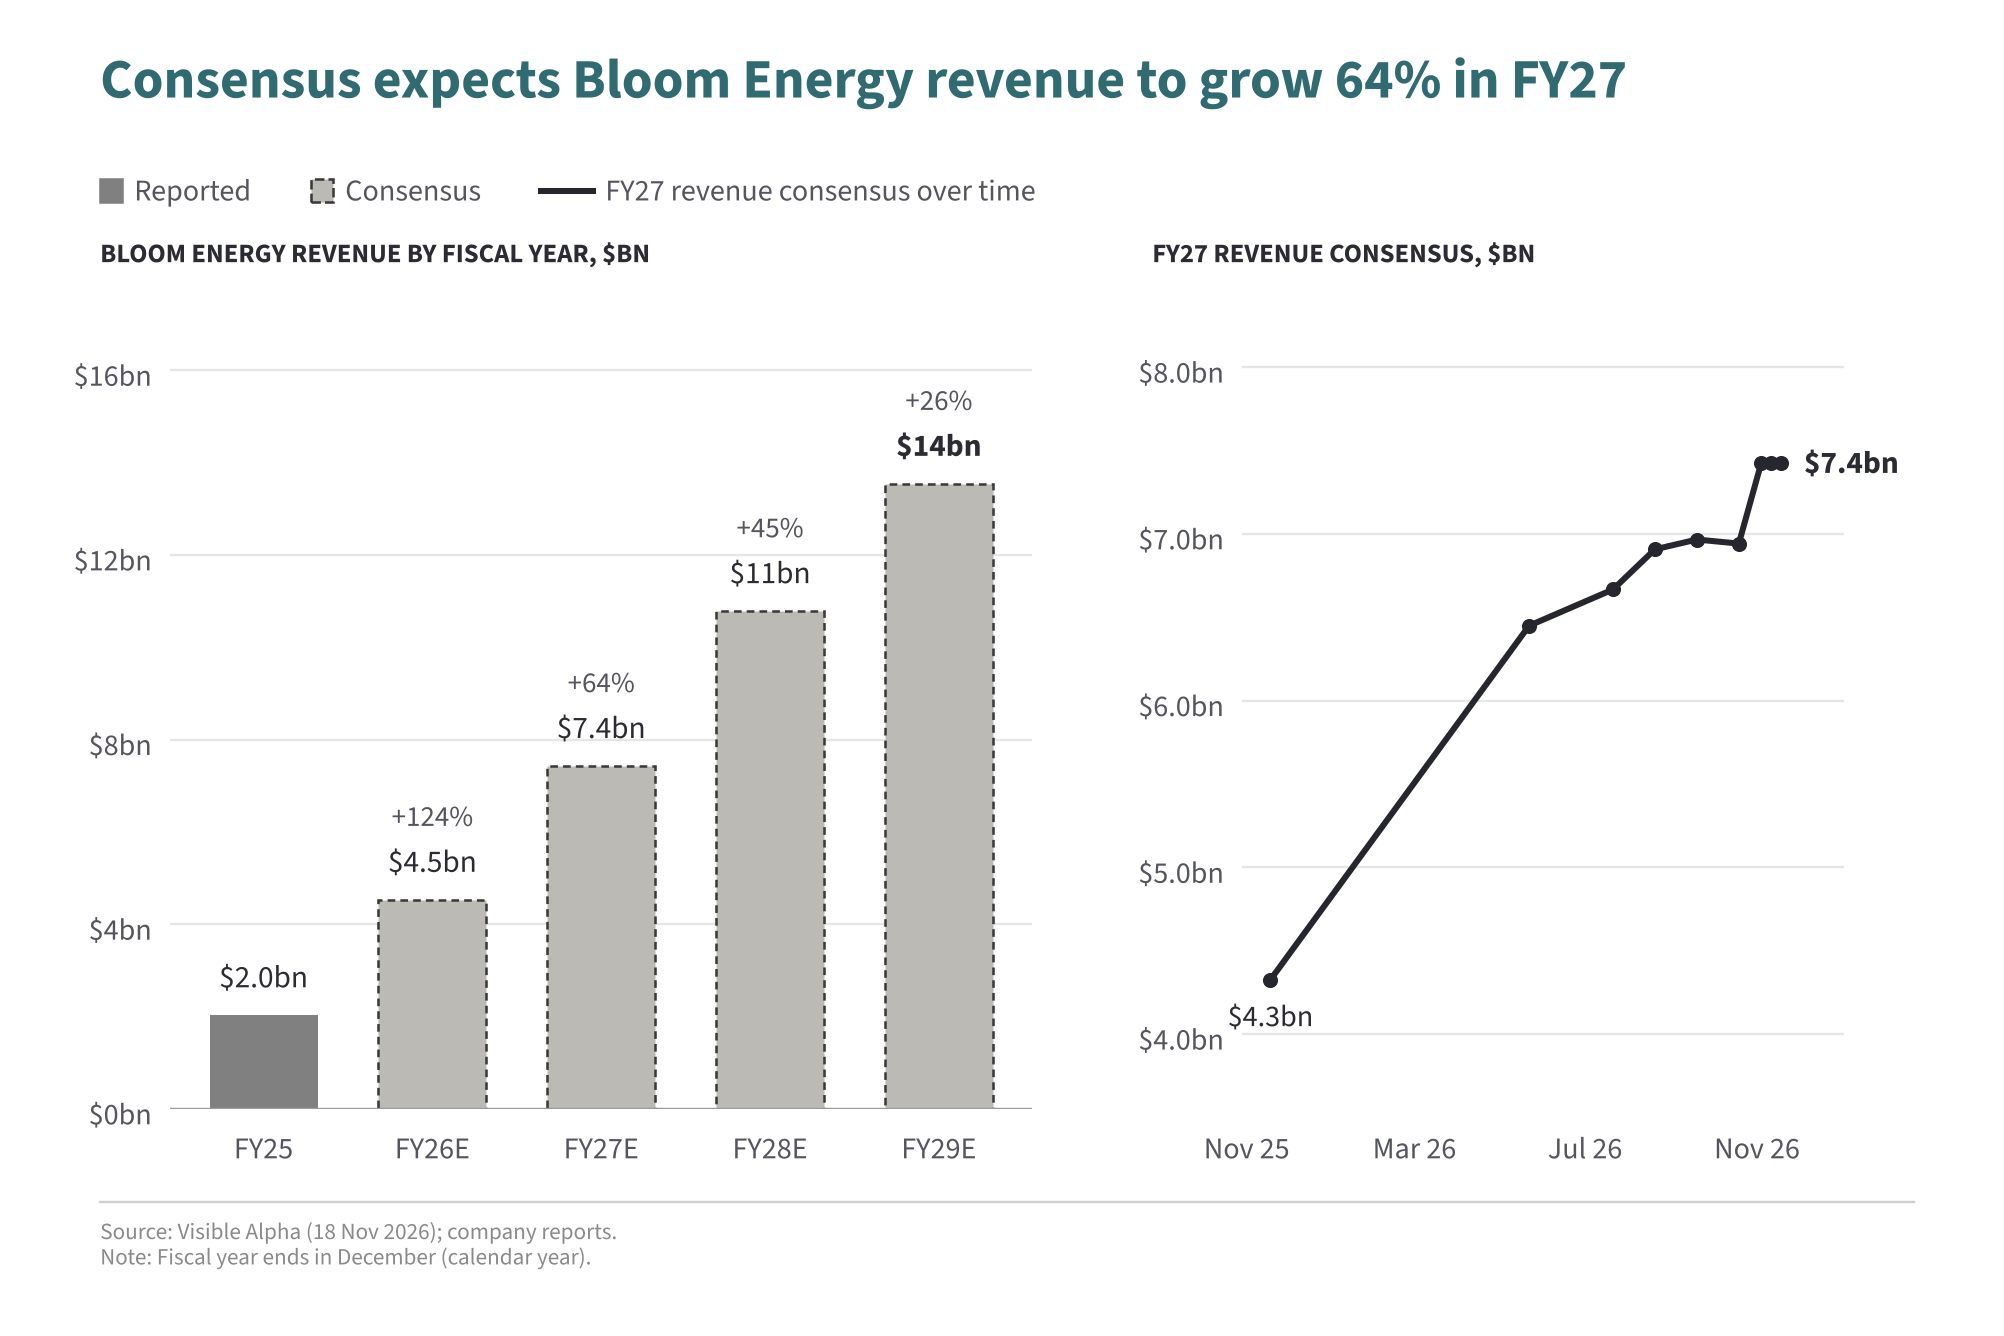 Consensus expects Bloom Energy revenue to grow 64% in FY27
Reported
Consensus
FY27 revenue consensus over time
BLOOM ENERGY REVENUE BY FISCAL YEAR, $BN
$16bn
$12bn
$8bn
$4bn
$0bn
$2.0bn
+124%
$4.5bn
+64%
$7.4bn
+45%
$11bn
+26%
$14bn
FY25
FY26E
FY27E
FY28E
FY29E
FY27 REVENUE CONSENSUS, $BN
$8.0bn
$7.0bn
$6.0bn
$5.0bn
$4.0bn
$4.3bn
$7.4bn
Nov 25
Mar 26
Jul 26
Nov 26
Source: Visible Alpha (18 Nov 2026); company reports.
Note: Fiscal year ends in December (calendar year).